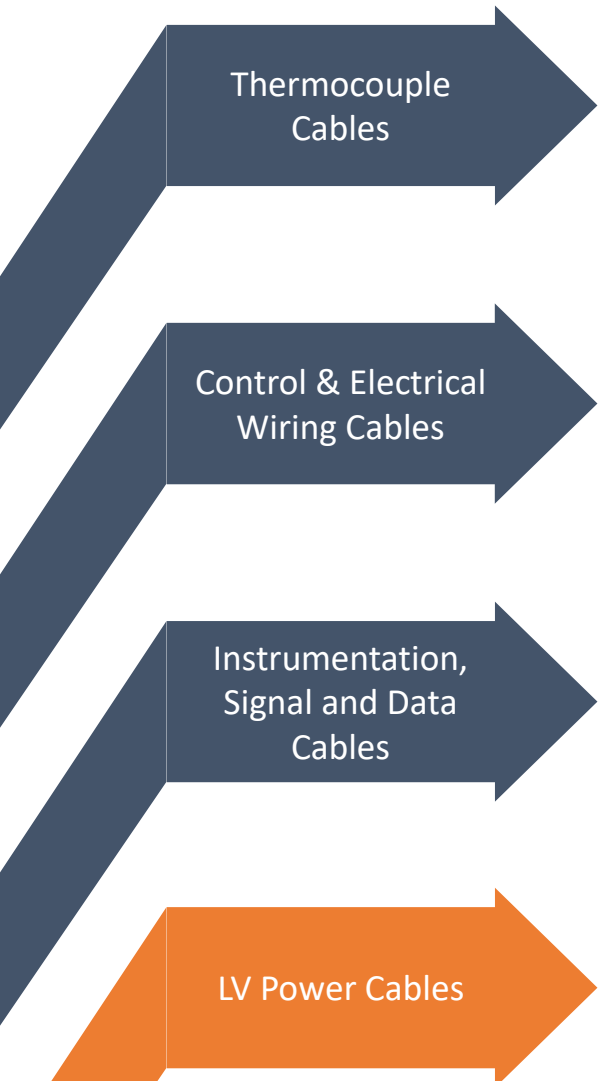 Thermocouple
Cables
Control & Electrical
Wiring Cables
Instrumentation,
Signal and Data
Cables
LV Power Cables